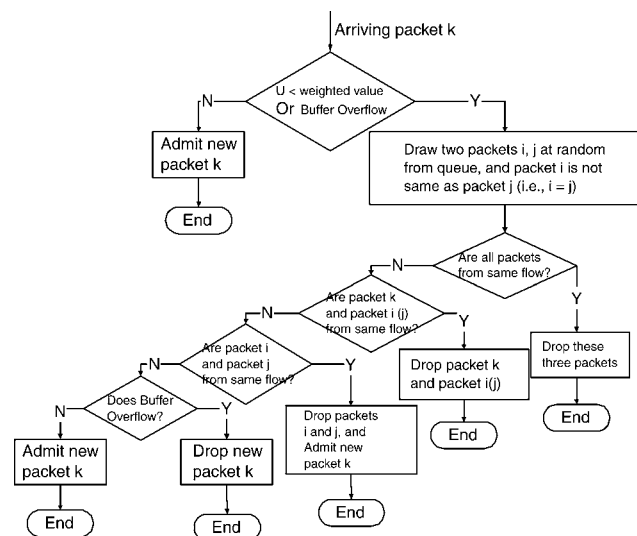 Arriving packet k
U < weighted value
Or Buffer Overflow
N
Y
Admit new
packet k
End
Draw two packets i, j at random
from queue, and packet i is not
same as packet j (i.e., i = j)
Are all packets
from same flow?
N
Y
Are packet k
and packet i (j)
from same flow?
N
Y
Drop these
three packets
End
Are packet i
and packet j
from same flow?
N
Y
Drop packet k
and packet i(j)
End
Does Buffer
Overflow?
N
Y
Drop packets
i and j, and
Admit new
packet k
End
Admit new
packet k
End
Drop new
packet k
End